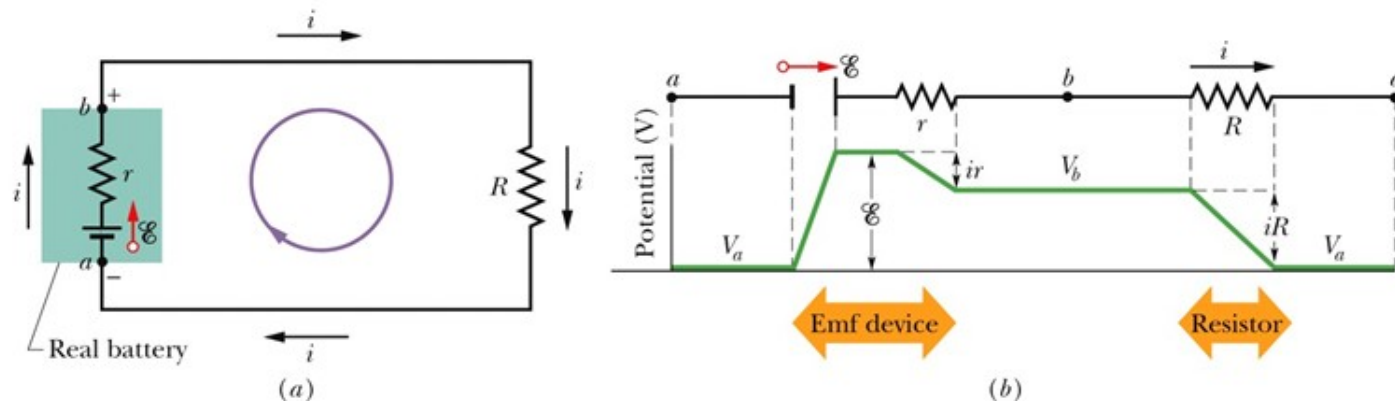 i
b
+
i
r
ℰ
a
−
R
i
Real battery
i
(a)
Potential (V)
a
ℰ
r
b
i
R
ir
ℰ
V_a
V_b
iR
V_a
Emf device
Resistor
(b)